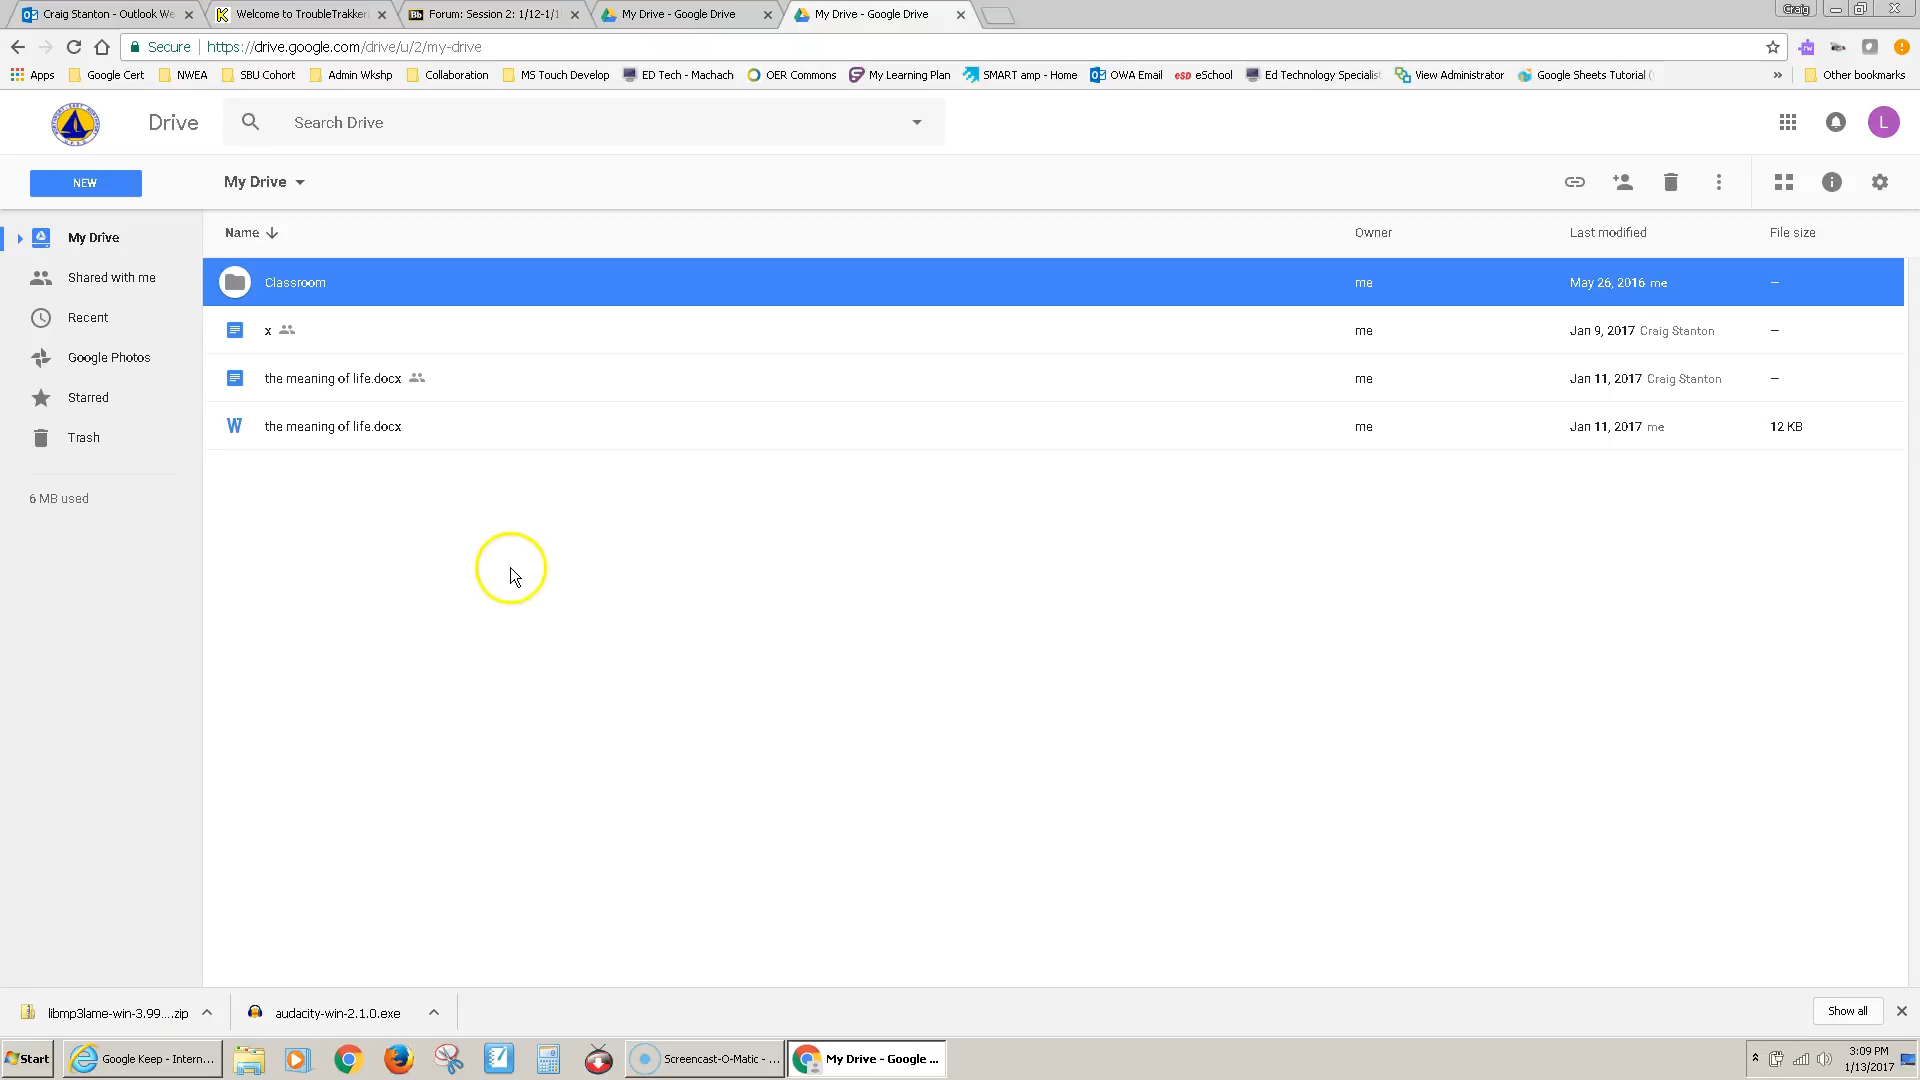 Craig Stanton - Outlook We
Welcome to TroubleTrakker
Forum: Session 2: 1/12-1/1
My Drive - Google Drive
My Drive - Google Drive
Craig
Secure
https://drive.google.com/drive/u/2/my-drive
Apps
Google Cert
NWEA
SBU Cohort
Admin Wkshp
Collaboration
MS Touch Develop
ED Tech - Machach
OER Commons
My Learning Plan
SMART amp - Home
OWA Email
eSchool
Ed Technology Specialist
View Administrator
Google Sheets Tutorial (
» Other bookmarks
Drive
Search Drive
L
NEW
My Drive
My Drive
Shared with me
Recent
Google Photos
Starred
Trash
6 MB used
Name Owner Last modified File size
Classroom me May 26, 2016 me –
x me Jan 9, 2017 Craig Stanton –
the meaning of life.docx me Jan 11, 2017 Craig Stanton –
W the meaning of life.docx me Jan 11, 2017 me 12 KB
libmp3lame-win-3.99....zip
audacity-win-2.1.0.exe
Show all
Start
Google Keep - Intern...
Screencast-O-Matic - ...
My Drive - Google ...
3:09 PM
1/13/2017